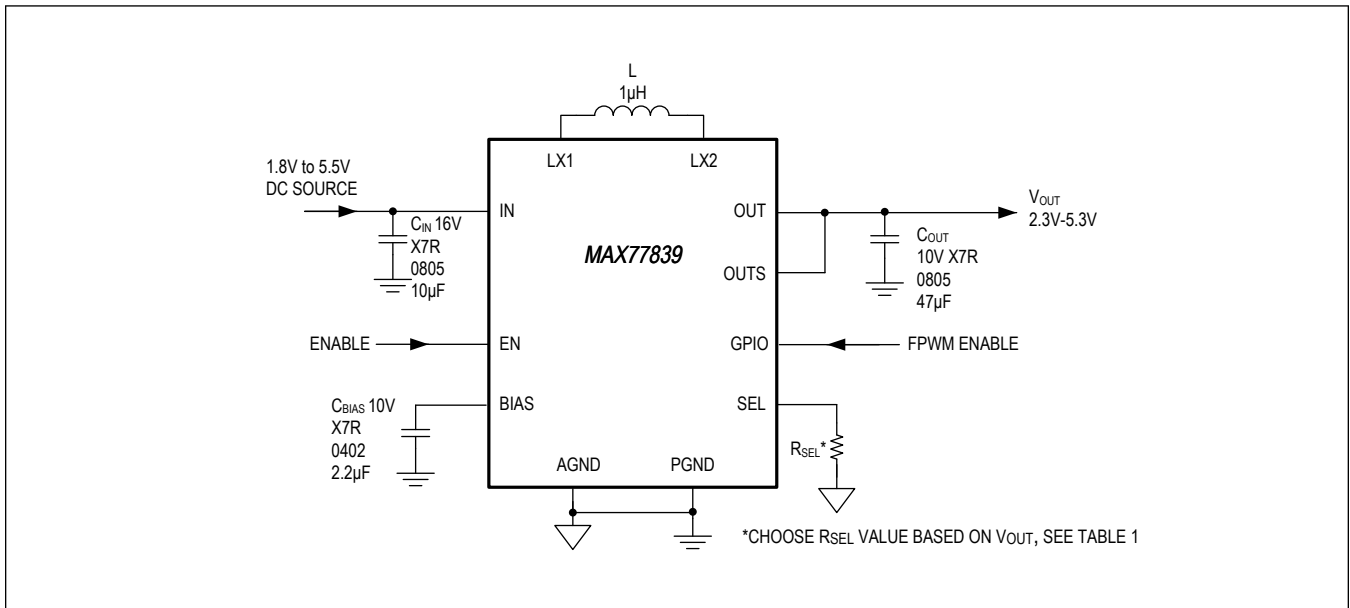 L
1µH
LX1
LX2
1.8V to 5.5V
DC SOURCE
IN
OUT
VOUT
2.3V-5.3V
CIN 16V
X7R
0805
10µF
MAX77839
COUT
10V X7R
0805
47µF
OUTS
ENABLE
EN
GPIO
FPWM ENABLE
CBIAS 10V
X7R
0402
2.2µF
BIAS
SEL
RSEL*
AGND
PGND
*CHOOSE RSEL VALUE BASED ON VOUT, SEE TABLE 1